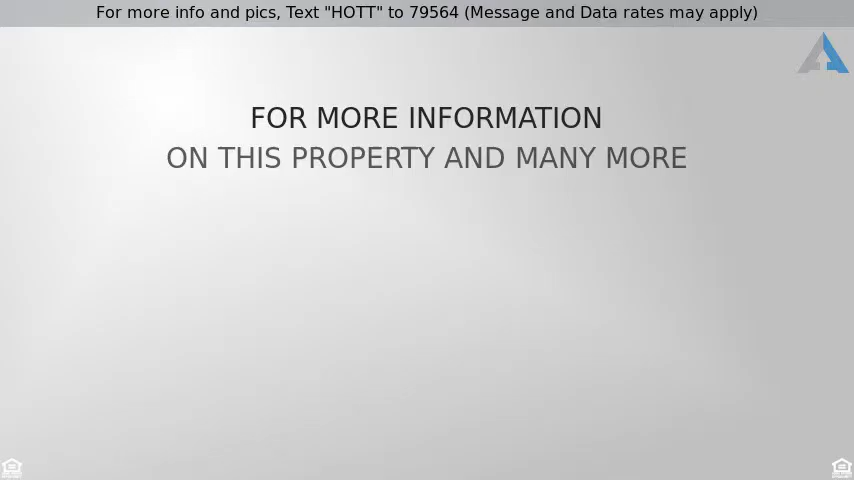 For more info and pics, Text "HOTT" to 79564 (Message and Data rates may apply)
FOR MORE INFORMATION
ON THIS PROPERTY AND MANY MORE